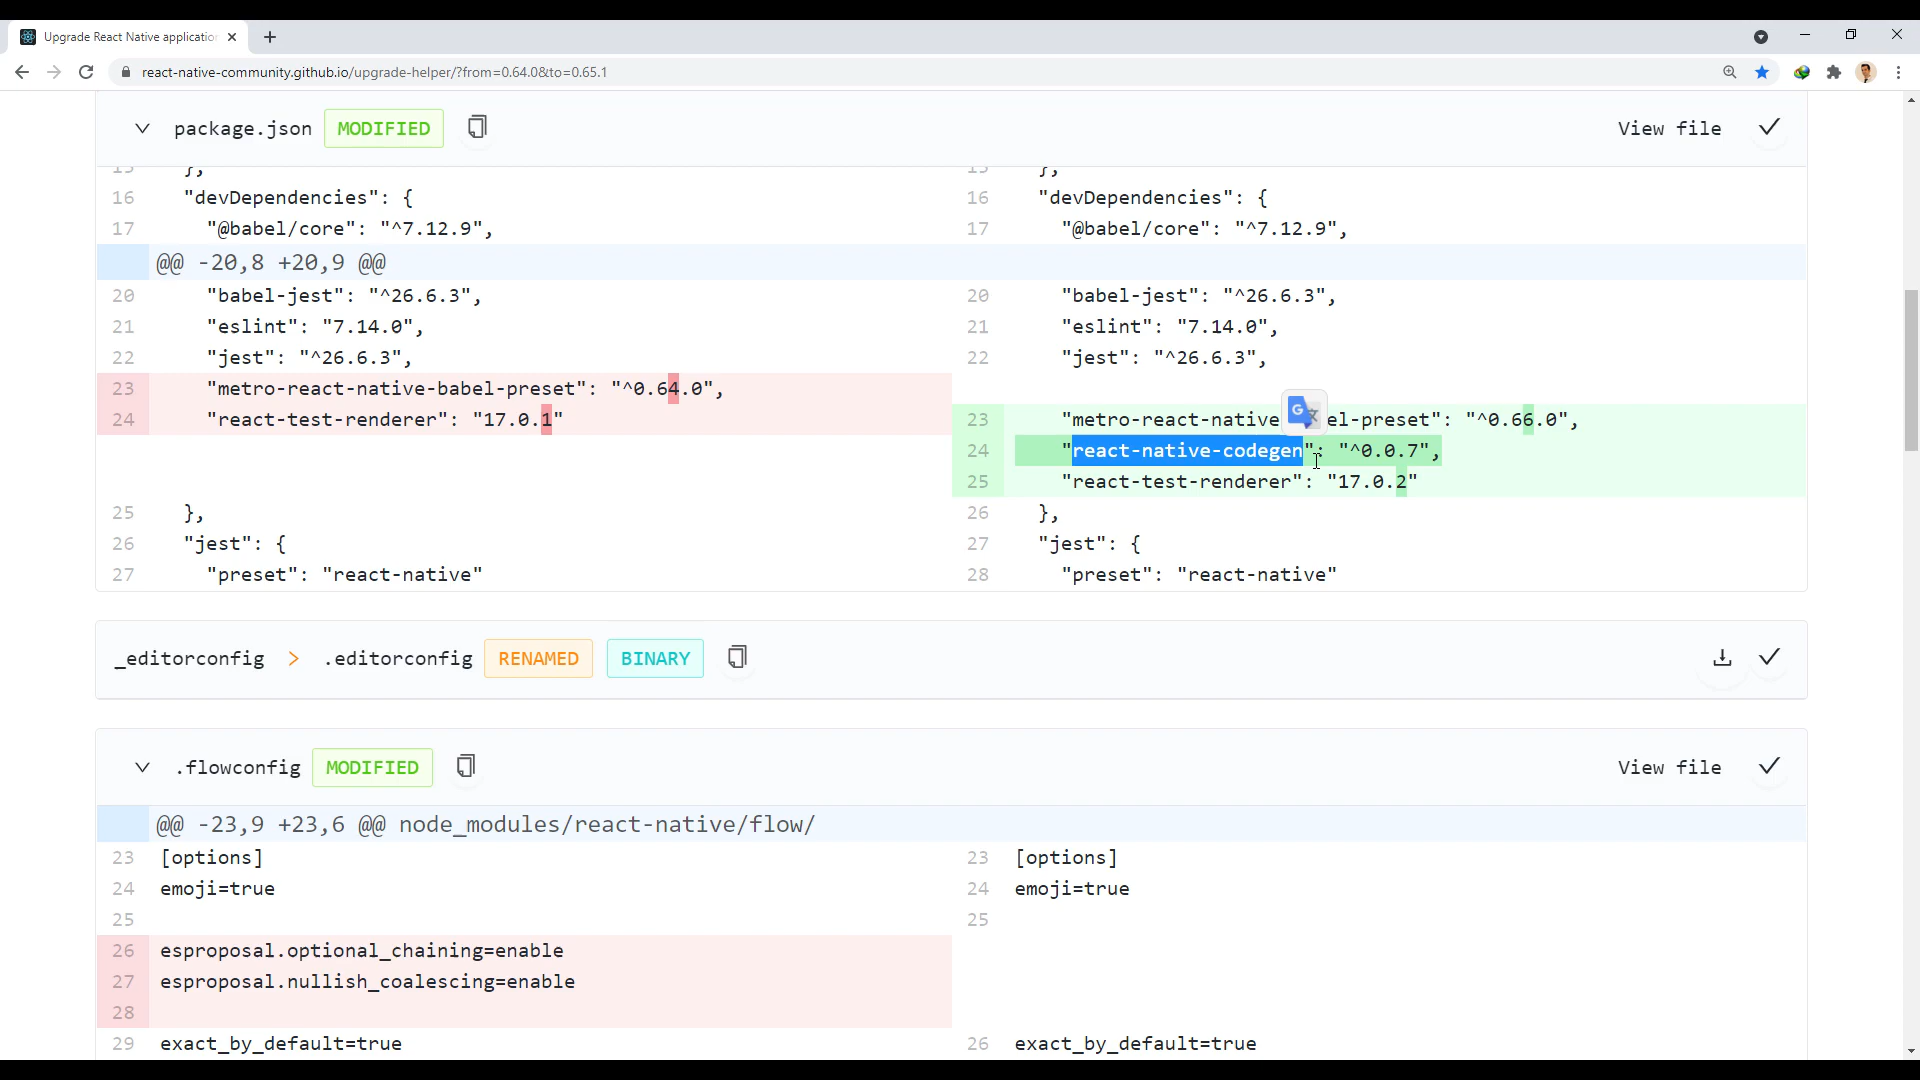 Upgrade React Native applicatio
react-native-community.github.io/upgrade-helper/?from=0.64.0&to=0.65.1
package.json MODIFIED View file
15 }, 15 },
16 "devDependencies": { 16 "devDependencies": {
17 "@babel/core": "^7.12.9", 17 "@babel/core": "^7.12.9",
@@ -20,8 +20,9 @@
20 "babel-jest": "^26.6.3", 20 "babel-jest": "^26.6.3",
21 "eslint": "7.14.0", 21 "eslint": "7.14.0",
22 "jest": "^26.6.3", 22 "jest": "^26.6.3",
23 "metro-react-native-babel-preset": "^0.64.0",
24 "react-test-renderer": "17.0.1" 23 "metro-react-native el-preset": "^0.66.0",
24 "react-native-codegen": "^0.0.7",
25 "react-test-renderer": "17.0.2"
25 }, 26 },
26 "jest": { 27 "jest": {
27 "preset": "react-native" 28 "preset": "react-native"
_editorconfig > .editorconfig RENAMED BINARY
.flowconfig MODIFIED View file
@@ -23,9 +23,6 @@ node_modules/react-native/flow/
23 [options] 23 [options]
24 emoji=true 24 emoji=true
25 25
26 esproposal.optional_chaining=enable
27 esproposal.nullish_coalescing=enable
28
29 exact_by_default=true 26 exact_by_default=true